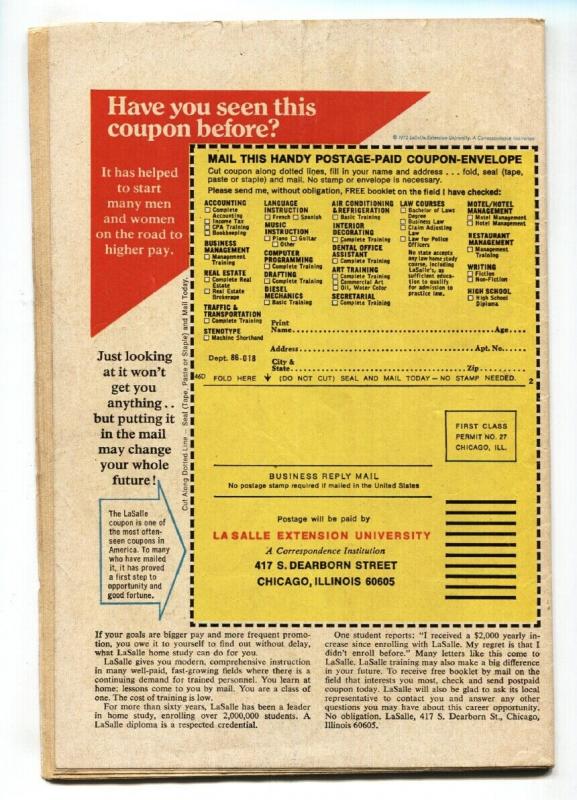 Have you seen this
coupon before?
© 1972 LaSalle Extension University, A Correspondence Institution
It has helped
to start
many men
and women
on the road to
higher pay.
MAIL THIS HANDY POSTAGE-PAID COUPON-ENVELOPE
Cut coupon along dotted lines, fill in your name and address . . . fold, seal (tape,
paste or staple) and mail. No stamp or envelope is necessary.
Please send me, without obligation, FREE booklet on the field I have checked:
ACCOUNTING
Complete
Accounting
Income Tax
CPA Training
Bookkeeping
BUSINESS
MANAGEMENT
Management
Training
REAL ESTATE
Complete Real
Estate
Real Estate
Brokerage
TRAFFIC &
TRANSPORTATION
Complete Training
STENOTYPE
Machine Shorthand
LANGUAGE
INSTRUCTION
French Spanish
MUSIC
INSTRUCTION
Piano Guitar
Other
COMPUTER
PROGRAMMING
Complete Training
DRAFTING
Complete Training
DIESEL
MECHANICS
Basic Training
AIR CONDITIONING
& REFRIGERATION
Basic Training
INTERIOR
DECORATING
Complete Training
DENTAL OFFICE
ASSISTANT
Complete Training
ART TRAINING
Complete Training
Commercial Art
Oil, Water Color
SECRETARIAL
Complete Training
LAW COURSES
Bachelor of Laws
Degree
Business Law
Claim Adjusting
Law
Law for Police
Officers
No state accepts
any law home study
course, including
LaSalle's, as
sufficient educa-
tion to qualify
for admission to
practice law.
MOTEL/HOTEL
MANAGEMENT
Motel Management
Hotel Management
RESTAURANT
MANAGEMENT
Management
Training
WRITING
Fiction
Non-Fiction
HIGH SCHOOL
High School
Diploma
Print
Name.......... Age...
Address.......... Apt. No.....
Dept. 86-018
City &
State.......... Zip..........
46D FOLD HERE ↓ (DO NOT CUT) SEAL AND MAIL TODAY — NO STAMP NEEDED. 2
Cut Along Dotted Line — Seal (Tape, Paste or Staple) and Mail Today.
Just looking
at it won't
get you
anything . .
but putting it
in the mail
may change
your whole
future!
The LaSalle
coupon is one of
the most often-
seen coupons in
America. To many
who have mailed
it, it has proved
a first step to
opportunity and
good fortune.
FIRST CLASS
PERMIT NO. 27
CHICAGO, ILL.
BUSINESS REPLY MAIL
No postage stamp required if mailed in the United States
Postage will be paid by
LA SALLE EXTENSION UNIVERSITY
A Correspondence Institution
417 S. DEARBORN STREET
CHICAGO, ILLINOIS 60605
If your goals are bigger pay and more frequent promo-
tion, you owe it to yourself to find out without delay,
what LaSalle home study can do for you.
LaSalle gives you modern, comprehensive instruction
in many well-paid, fast-growing fields where there is a
continuing demand for trained personnel. You learn at
home; lessons come to you by mail. You are a class of
one. The cost of training is low.
For more than sixty years, LaSalle has been a leader
in home study, enrolling over 2,000,000 students. A
LaSalle diploma is a respected credential.
One student reports: "I received a $2,000 yearly in-
crease since enrolling with LaSalle. My regret is that I
didn't enroll before." Many letters like this come to
LaSalle. LaSalle training may also make a big difference
in your future. To receive free booklet by mail on the
field that interests you most, check and send postpaid
coupon today. LaSalle will also be glad to ask its local
representative to contact you and answer any other
questions you may have about this career opportunity.
No obligation. LaSalle, 417 S. Dearborn St., Chicago,
Illinois 60605.